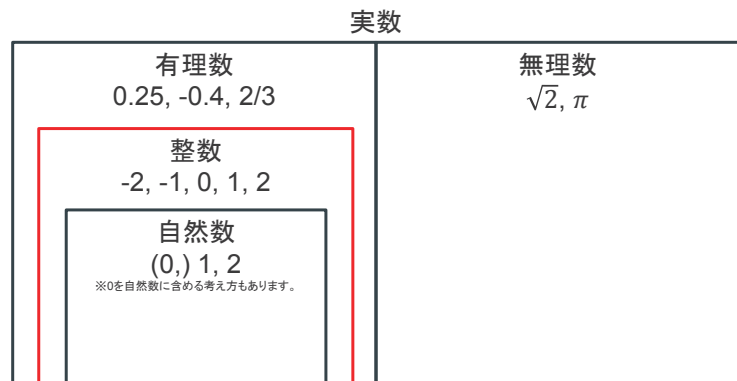 実数
有理数
0.25, -0.4, 2/3
無理数
√2, π
整数
-2, -1, 0, 1, 2
自然数
(0,) 1, 2
※0を自然数に含める考え方もあります。